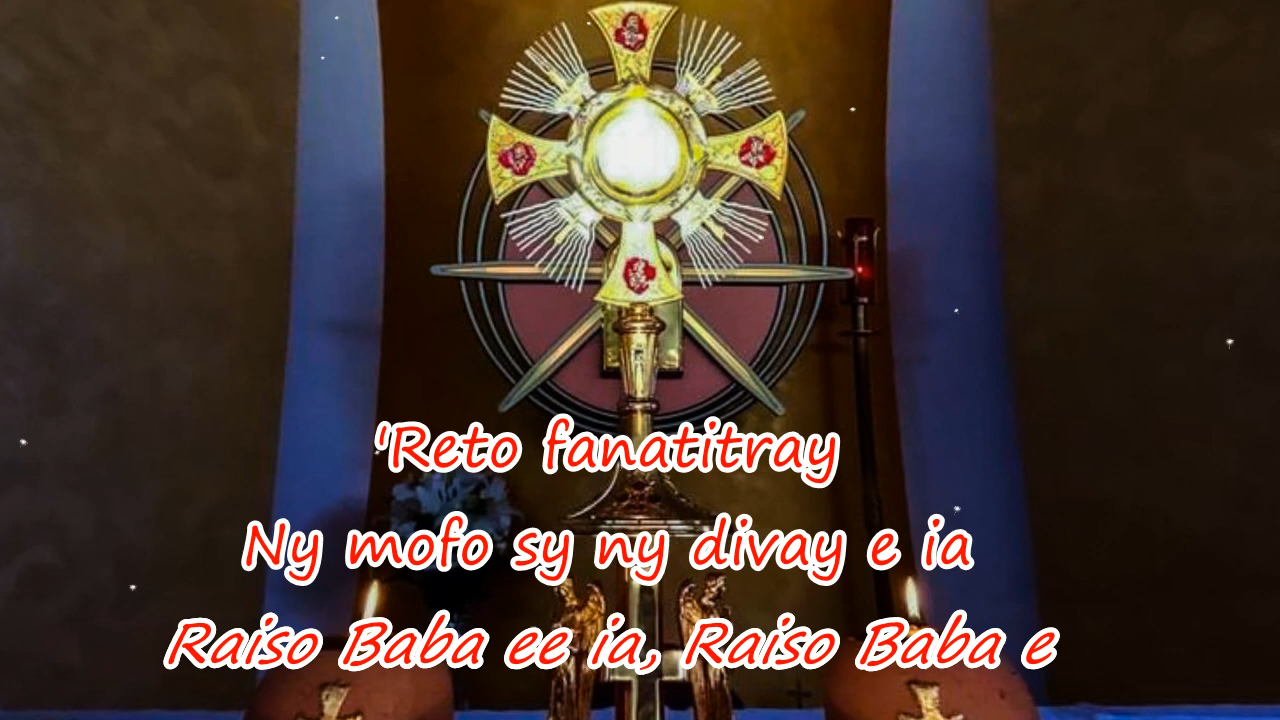 'Reto fanatitray
Ny mofo sy ny divay e ia
Raiso Baba ee ia, Raiso Baba e